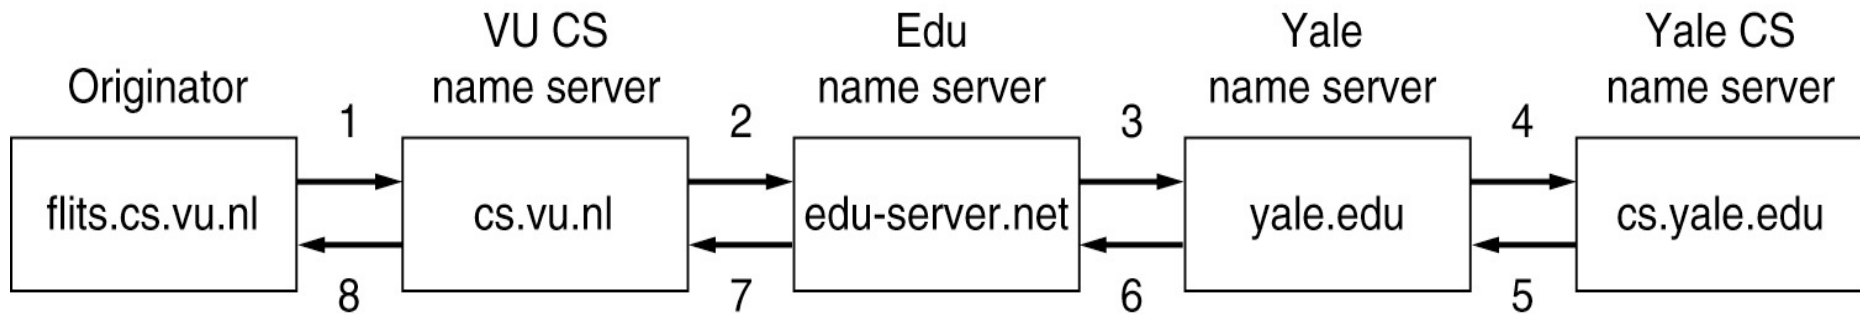 Originator
VU CS
name server
Edu
name server
Yale
name server
Yale CS
name server
1
2
3
4
flits.cs.vu.nl
cs.vu.nl
edu-server.net
yale.edu
cs.yale.edu
8
7
6
5